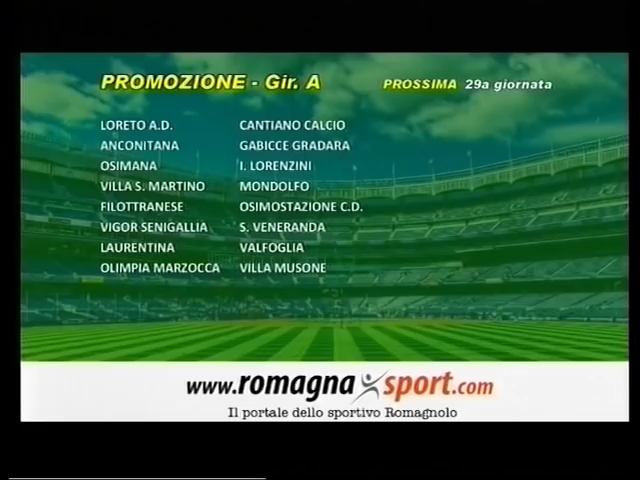 PROMOZIONE - Gir. A PROSSIMA 29a giornata
LORETO A.D. CANTIANO CALCIO
ANCONITANA GABICCE GRADARA
OSIMANA I. LORENZINI
VILLA S. MARTINO MONDOLFO
FILOTTRANESE OSIMOSTAZIONE C.D.
VIGOR SENIGALLIA S. VENERANDA
LAURENTINA VALFOGLIA
OLIMPIA MARZOCCA VILLA MUSONE
www.romagnasport.com
Il portale dello sportivo Romagnolo